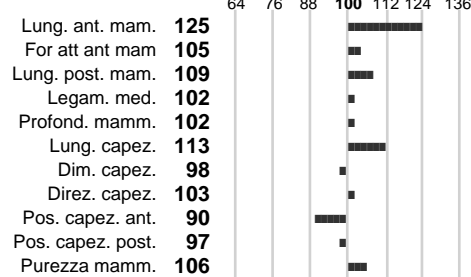 64 76 88 100 112 124 136
Lung. ant. mam. 125
For att ant mam 105
Lung. post. mam. 109
Legam. med. 102
Profond. mamm. 102
Lung. capez. 113
Dim. capez. 98
Direz. capez. 103
Pos. capez. ant. 90
Pos. capez. post. 97
Purezza mamm. 106